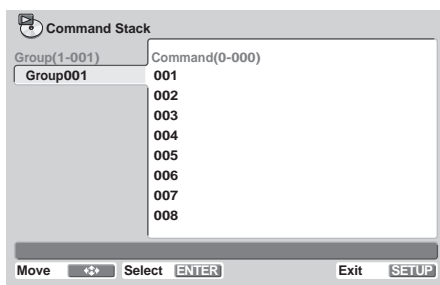 Command Stack
Group(1-001) Command(0-000)
Group001 001
002
003
004
005
006
007
008
Move Select ENTER Exit SETUP